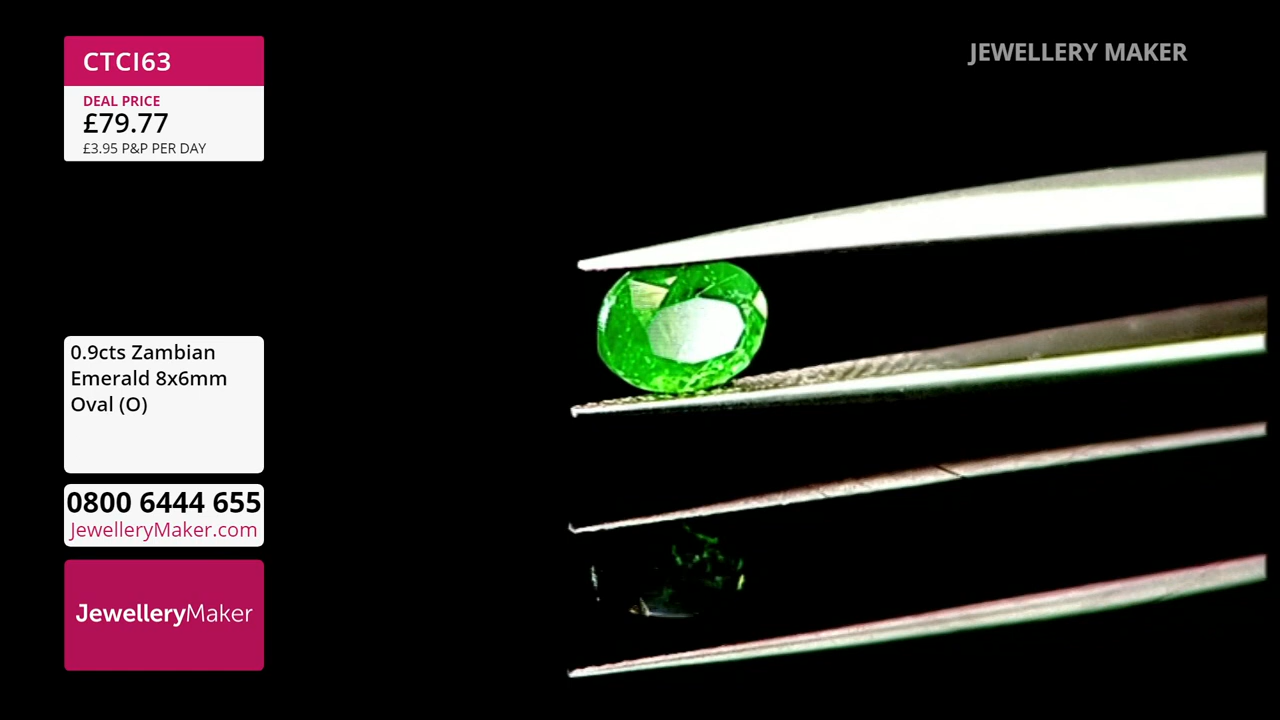 CTCI63
DEAL PRICE
£79.77
£3.95 P&P PER DAY
JEWELLERY MAKER
0.9cts Zambian
Emerald 8x6mm
Oval (O)
0800 6444 655
JewelleryMaker.com
JewelleryMaker